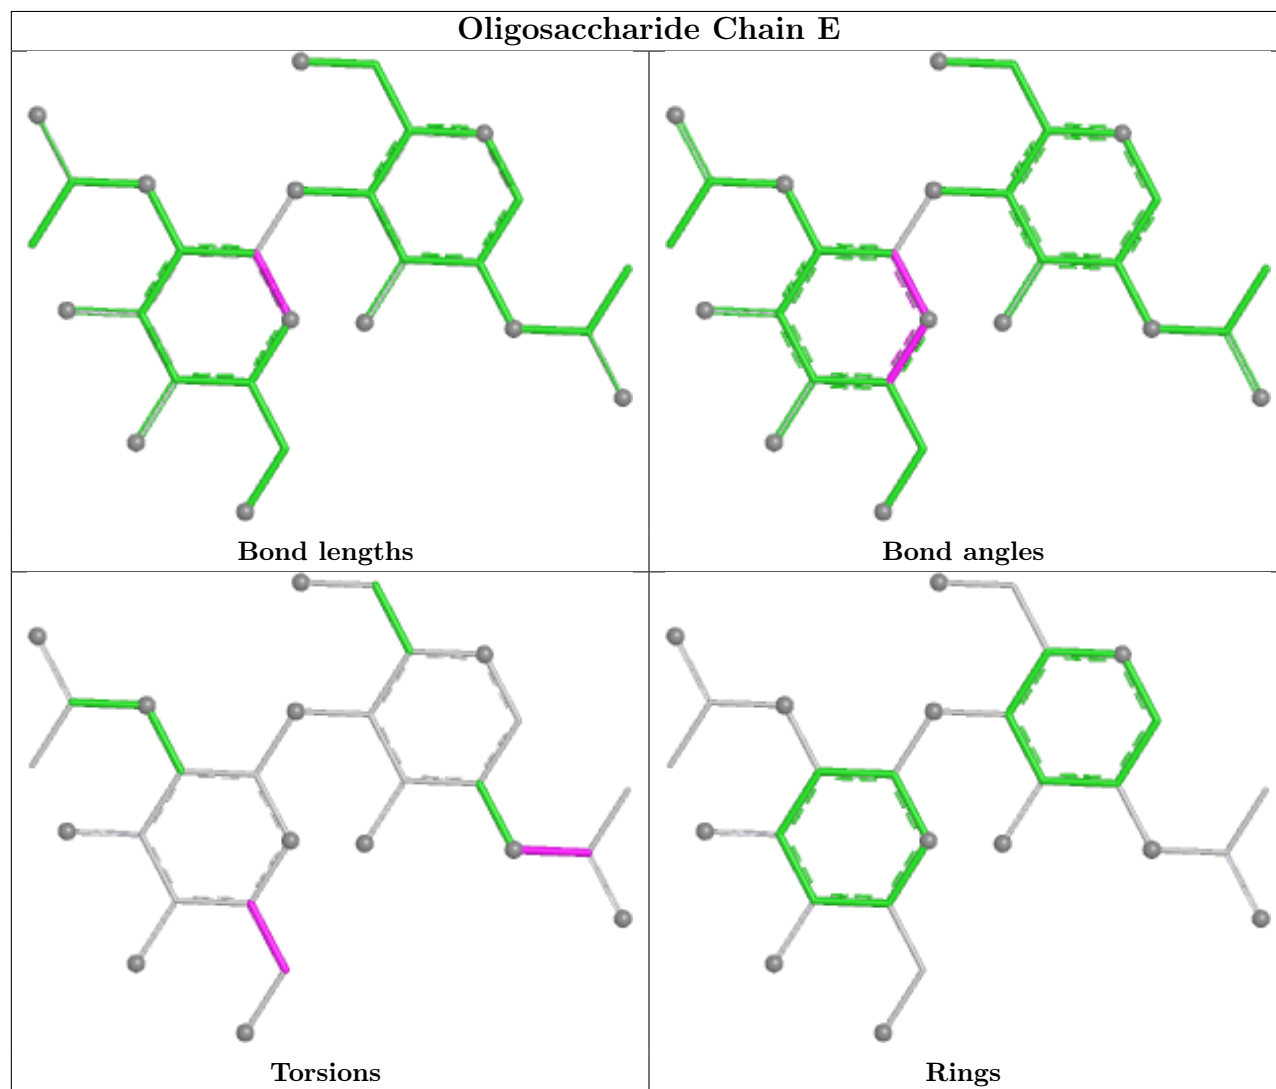 Oligosaccharide Chain E
Bond lengths
Bond angles
Torsions
Rings